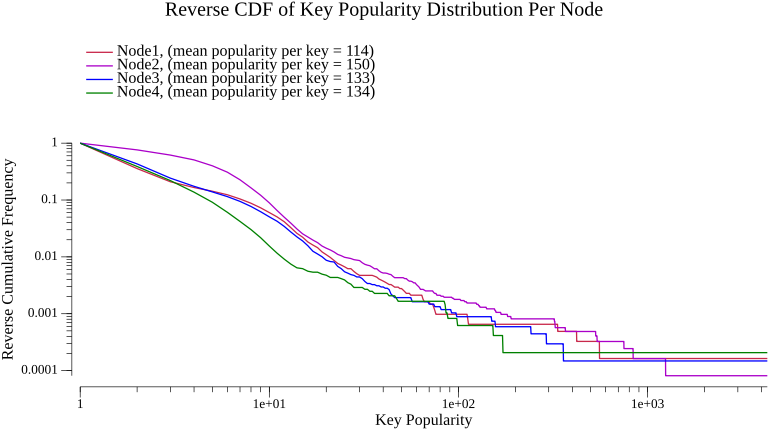 Reverse CDF of Key Popularity Distribution Per Node
Node1, (mean popularity per key = 114)
Node2, (mean popularity per key = 150)
Node3, (mean popularity per key = 133)
Node4, (mean popularity per key = 134)
Reverse Cumulative Frequency
1
0.1
0.01
0.001
0.0001
1
1e+01
1e+02
1e+03
Key Popularity